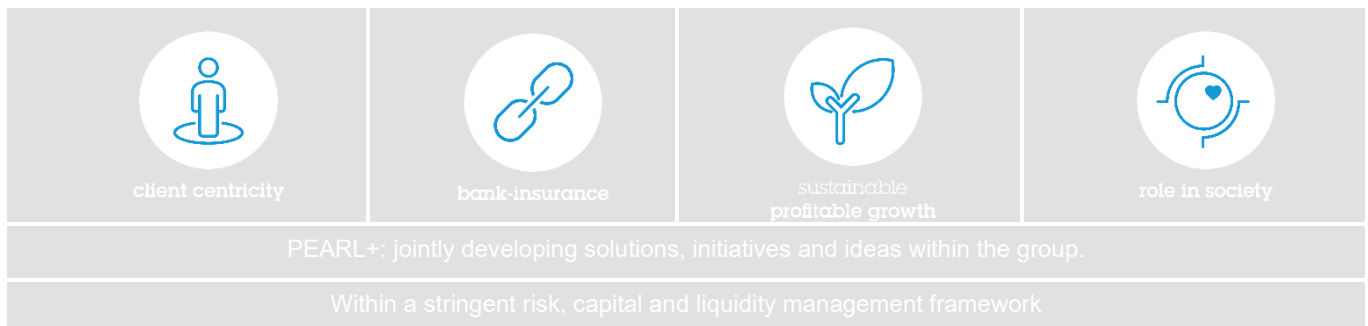 client centricity
bank-insurance
sustainable
profitable growth
role in society
PEARL+: jointly developing solutions, initiatives and ideas within the group.
Within a stringent risk, capital and liquidity management framework